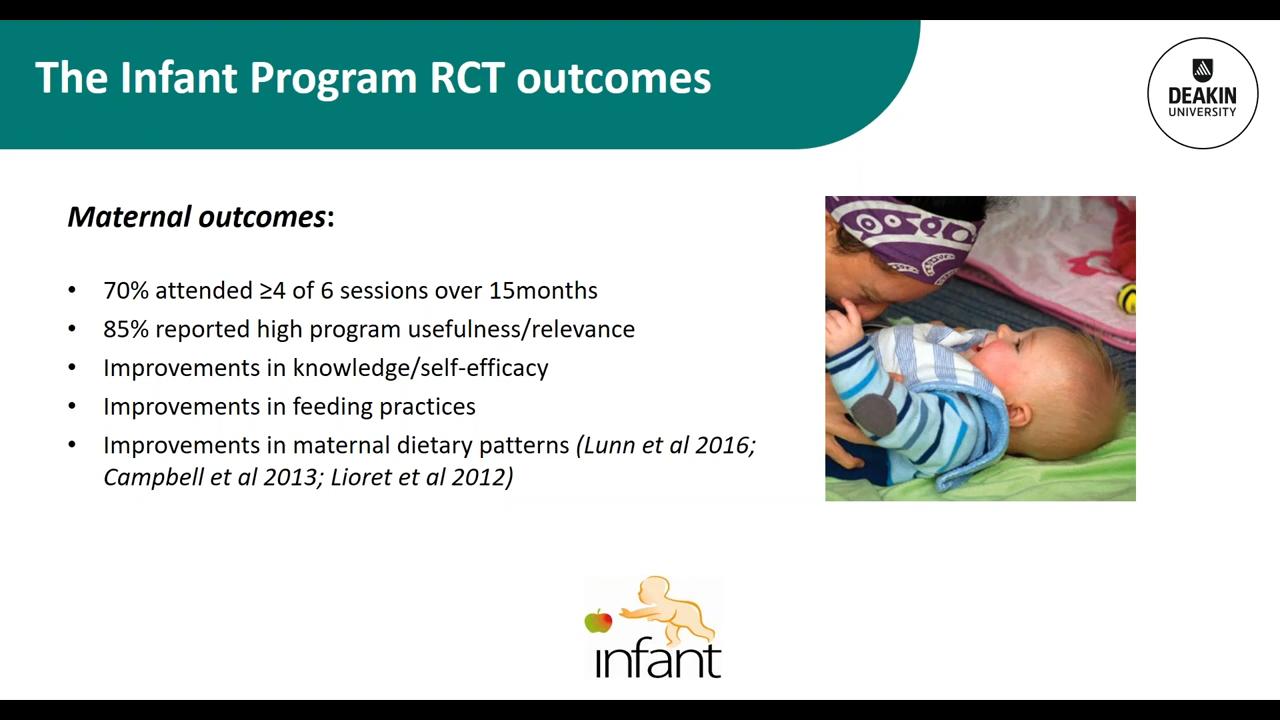 The Infant Program RCT outcomes
DEAKIN
UNIVERSITY
Maternal outcomes:
• 70% attended ≥4 of 6 sessions over 15months
• 85% reported high program usefulness/relevance
• Improvements in knowledge/self-efficacy
• Improvements in feeding practices
• Improvements in maternal dietary patterns (Lunn et al 2016;
Campbell et al 2013; Lioret et al 2012)
infant